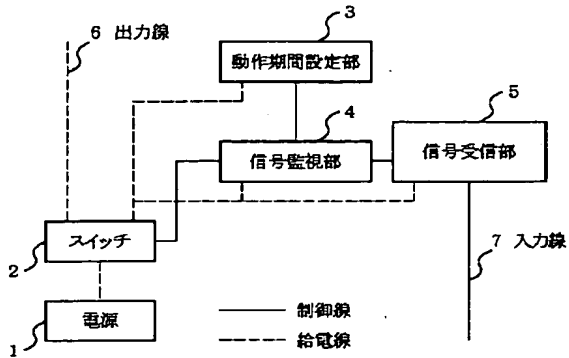 6 出力線
3
動作期間設定部
4
信号監視部
5
信号受信部
スイッチ
2
7 入力線
電源
1
制御線
給電線